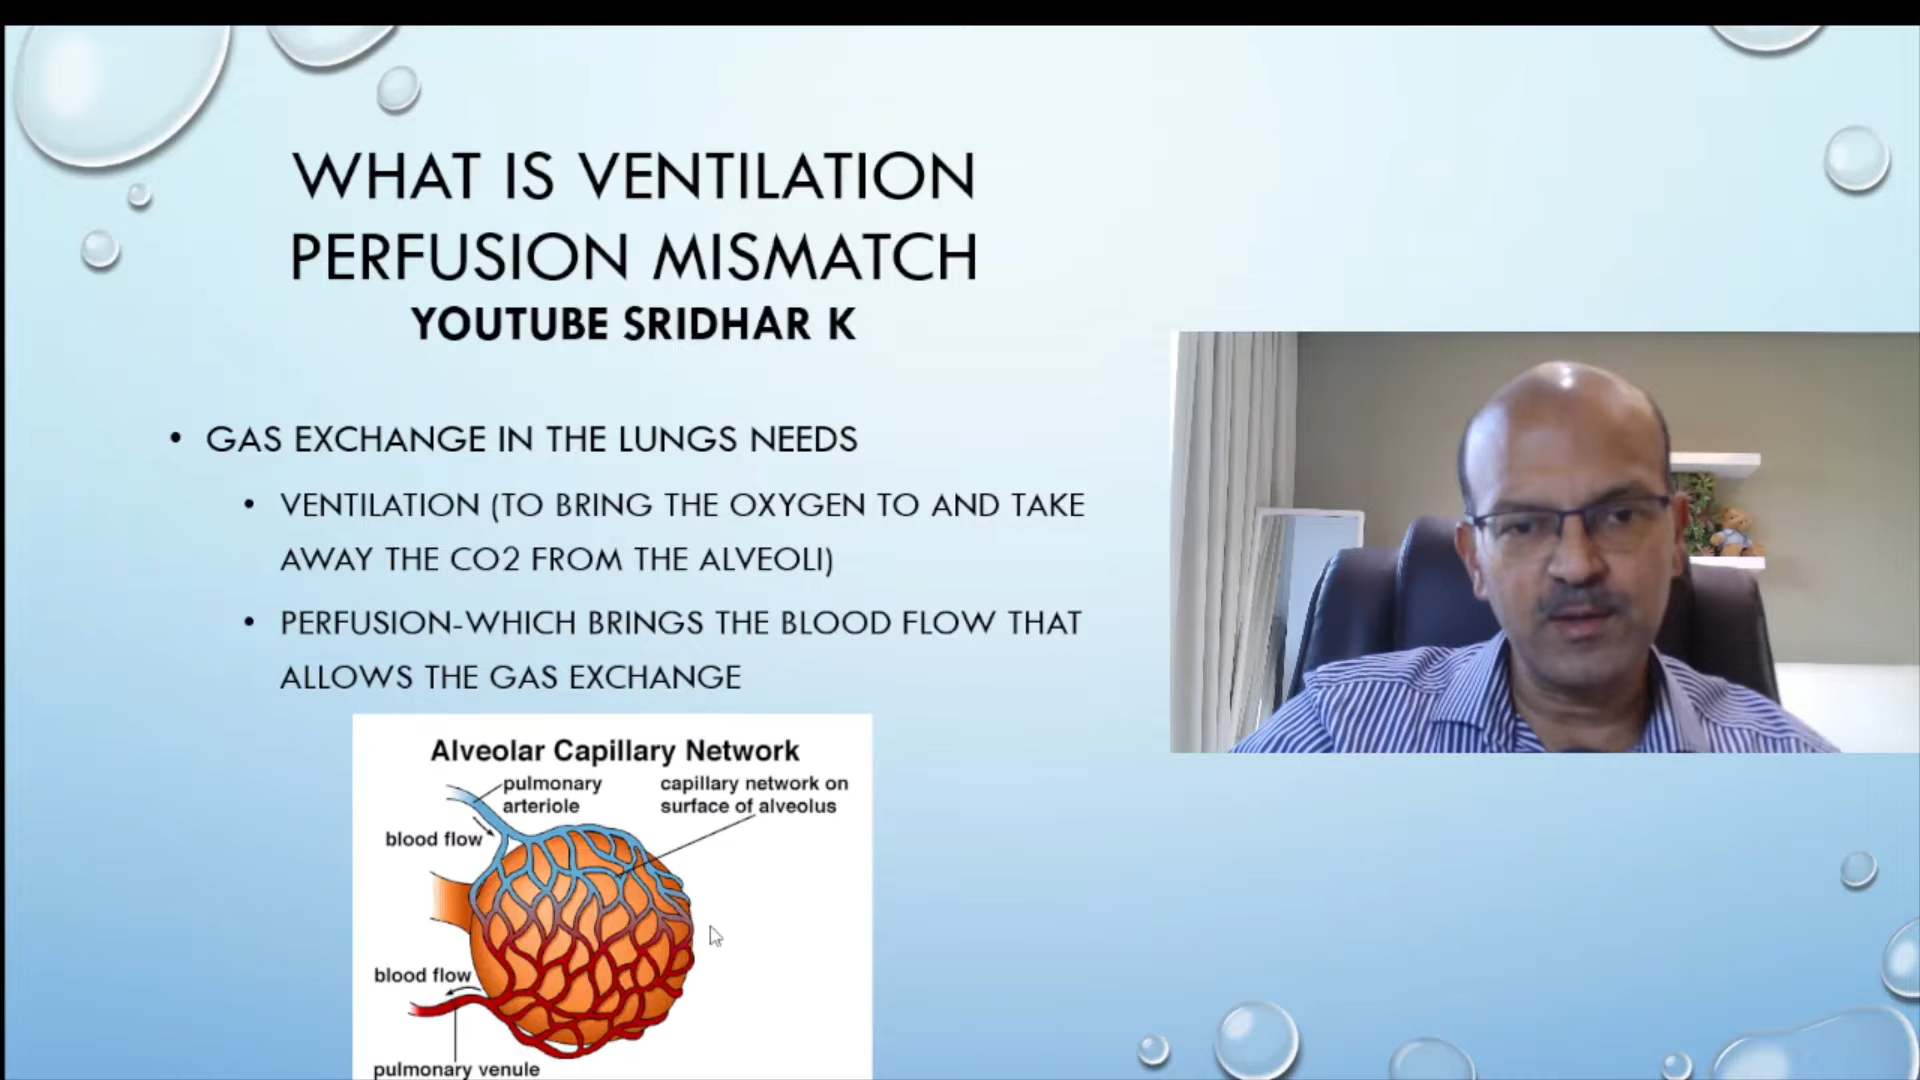 WHAT IS VENTILATION
PERFUSION MISMATCH
YOUTUBE SRIDHAR K
• GAS EXCHANGE IN THE LUNGS NEEDS
• VENTILATION (TO BRING THE OXYGEN TO AND TAKE
AWAY THE CO2 FROM THE ALVEOLI)
• PERFUSION-WHICH BRINGS THE BLOOD FLOW THAT
ALLOWS THE GAS EXCHANGE
Alveolar Capillary Network
pulmonary
arteriole
capillary network on
surface of alveolus
blood flow
blood flow
pulmonary venule